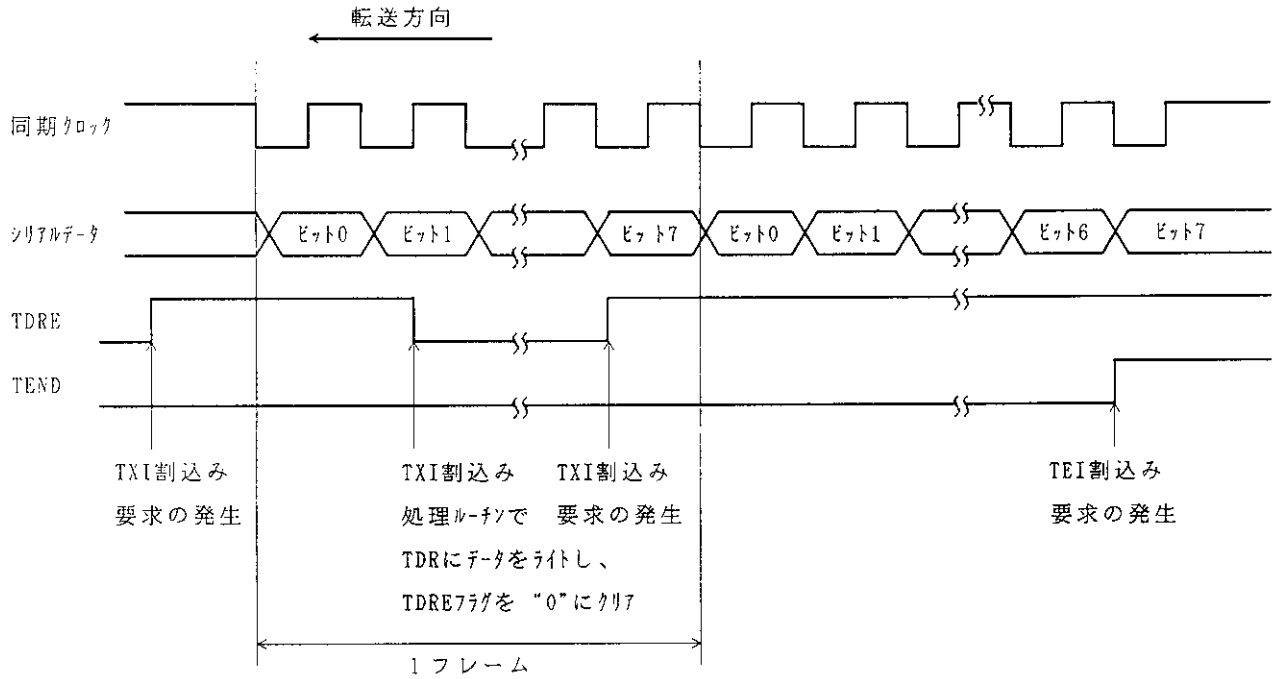 転送方向
同期クロック
シリアルデータ
ビット0
ビット1
ビット7
ビット0
ビット1
ビット6
ビット7
TDRE
TEND
TXI割込み
要求の発生
TXI割込み
処理ルーチンで
TDRにデータをライトし、
TDREフラグを "0"にクリア
TXI割込み
要求の発生
TEI割込み
要求の発生
1フレーム